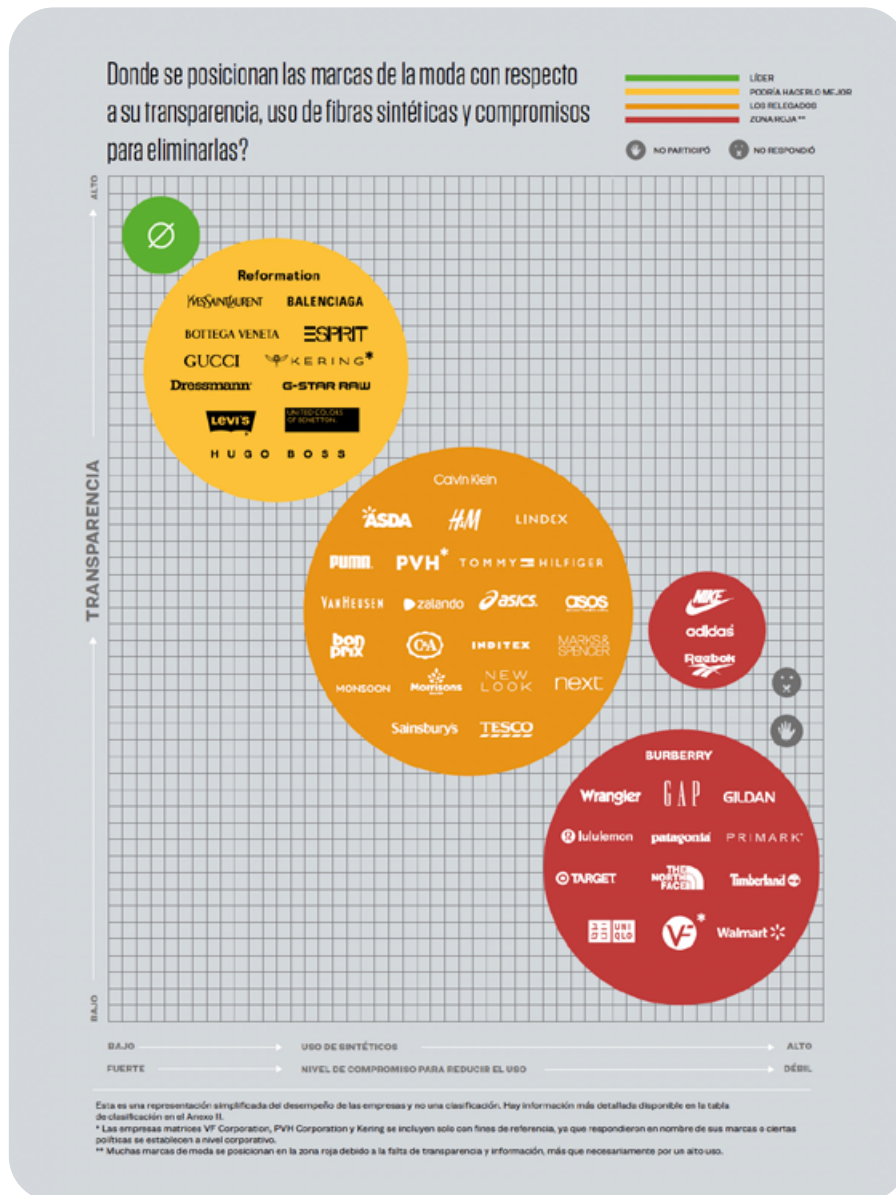 Donde se posicionan las marcas de la moda con respecto
a su transparencia, uso de fibras sintéticas y compromisos
para eliminarlas?
LÍDER
PODRÍA HACERLO MEJOR
LOS RELEGADOS
ZONA ROJA **
NO PARTICIPÓ
NO RESPONDIÓ
ALTO
TRANSPARENCIA
BAJO
Reformation
YVESSAINTLAURENT BALENCIAGA
BOTTEGA VENETA ESPRIT
GUCCI KERING*
Dressmann G-STAR RAW
LEVI'S UNITED COLORS
OF BENETTON.
HUGO BOSS
Calvin Klein
ASDA H&M LINDEX
PUMA PVH* TOMMY HILFIGER
VAN HEUSEN zalando asics asos
bon
prix C&A INDITEX MARKS&
SPENCER
MONSOON Morrisons NEW
LOOK next
Sainsbury's TESCO
NIKE
adidas
Reebok
BURBERRY
Wrangler GAP GILDAN
lululemon patagonia PRIMARK
TARGET THE
NORTH
FACE Timberland
ユニ
クロ UNI
QLO VF* Walmart
BAJO USO DE SINTÉTICOS ALTO
FUERTE NIVEL DE COMPROMISO PARA REDUCIR EL USO DÉBIL
Esta es una representación simplificada del desempeño de las empresas y no una clasificación. Hay información más detallada disponible en la tabla
de clasificación en el Anexo II.
* Las empresas matrices VF Corporation, PVH Corporation y Kering se incluyen solo con fines de referencia, ya que respondieron en nombre de sus marcas o ciertas
políticas se establecen a nivel corporativo.
** Muchas marcas de moda se posicionan en la zona roja debido a la falta de transparencia y información, más que necesariamente por un alto uso.